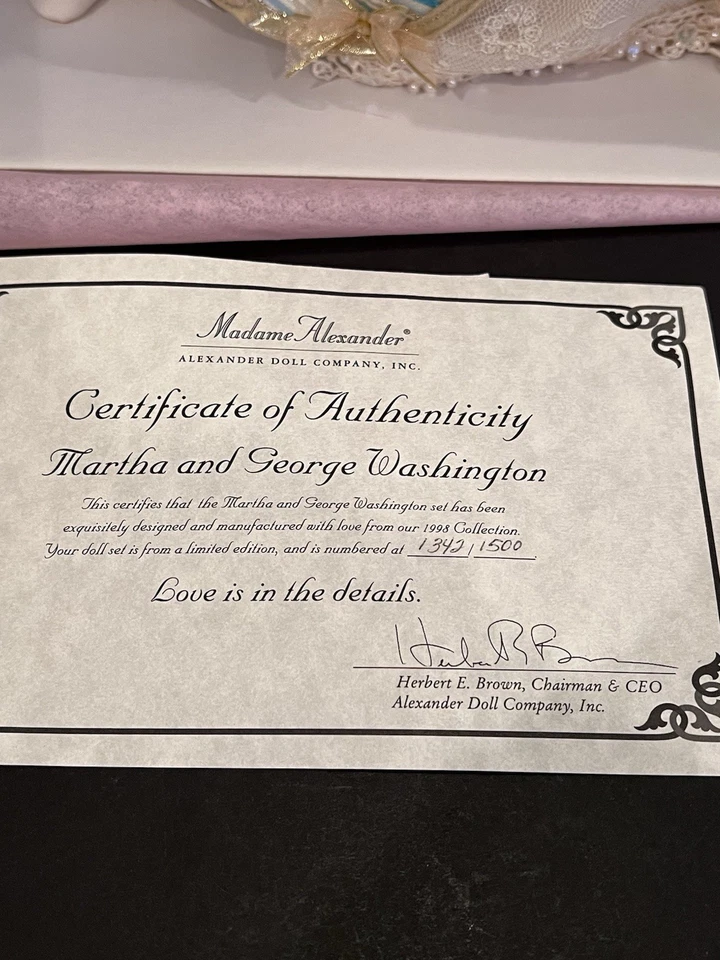 Madame Alexander®
ALEXANDER DOLL COMPANY, INC.
Certificate of Authenticity
Martha and George Washington
This certifies that the Martha and George Washington set has been
exquisitely designed and manufactured with love from our 1998 Collection.
Your doll set is from a limited edition, and is numbered at 1342/1500.
Love is in the details.
Herbert E. Brown, Chairman & CEO
Alexander Doll Company, Inc.